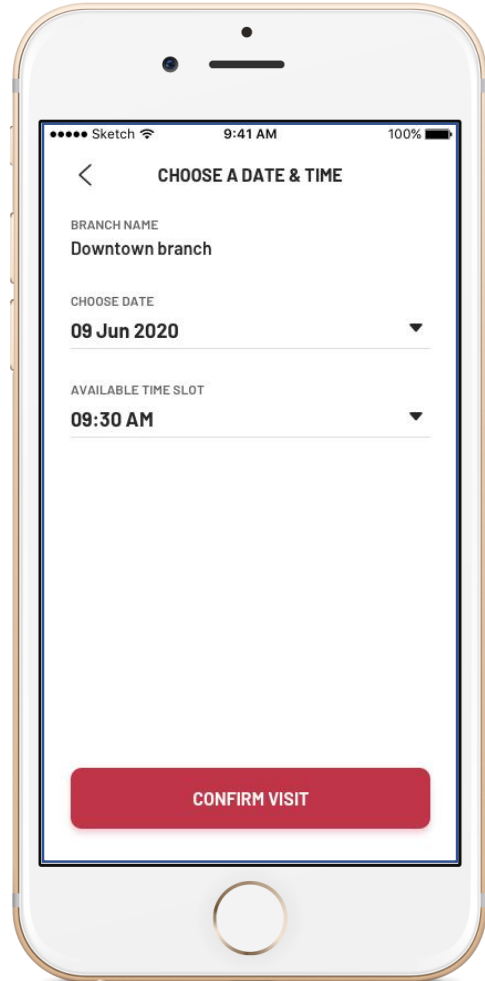 Sketch 9:41 AM 100%
CHOOSE A DATE & TIME
BRANCH NAME
Downtown branch
CHOOSE DATE
09 Jun 2020
AVAILABLE TIME SLOT
09:30 AM
CONFIRM VISIT